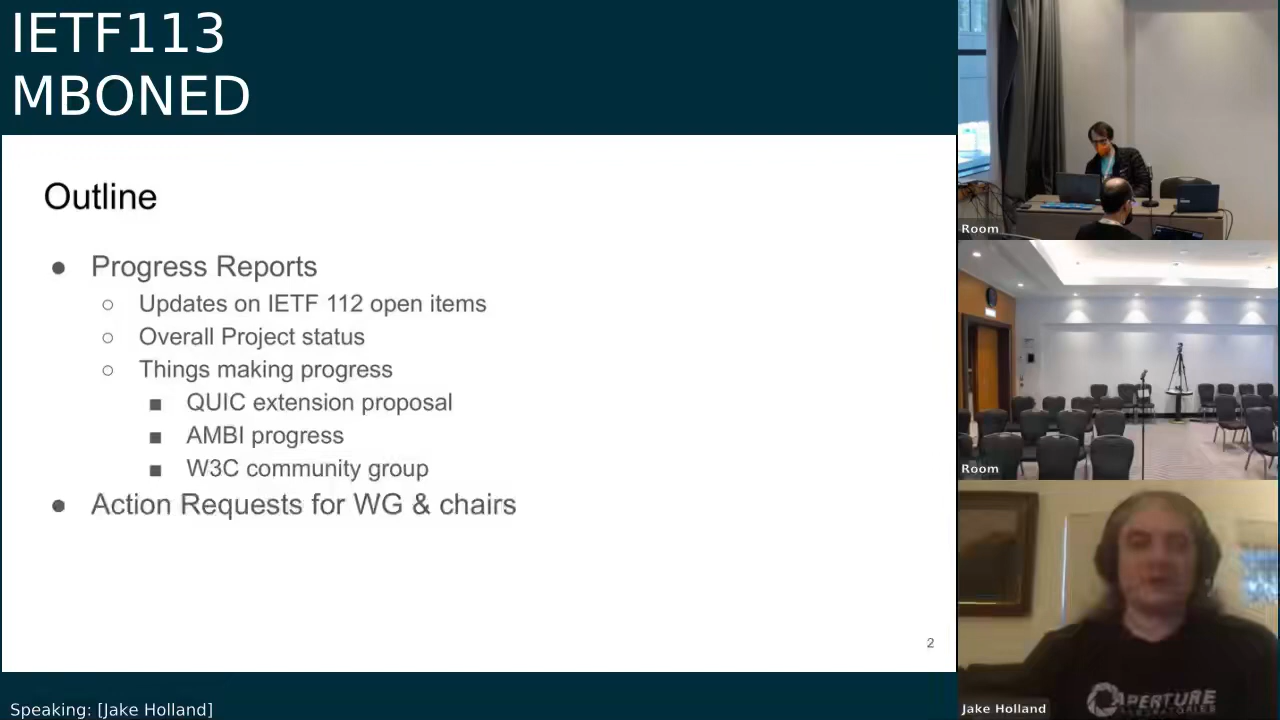 IETF113
MBONED
Outline
● Progress Reports
○ Updates on IETF 112 open items
○ Overall Project status
○ Things making progress
■ QUIC extension proposal
■ AMBI progress
■ W3C community group
● Action Requests for WG & chairs
2
Speaking: [Jake Holland]
Room
Room
Jake Holland
APERTURE
LABORATORIES